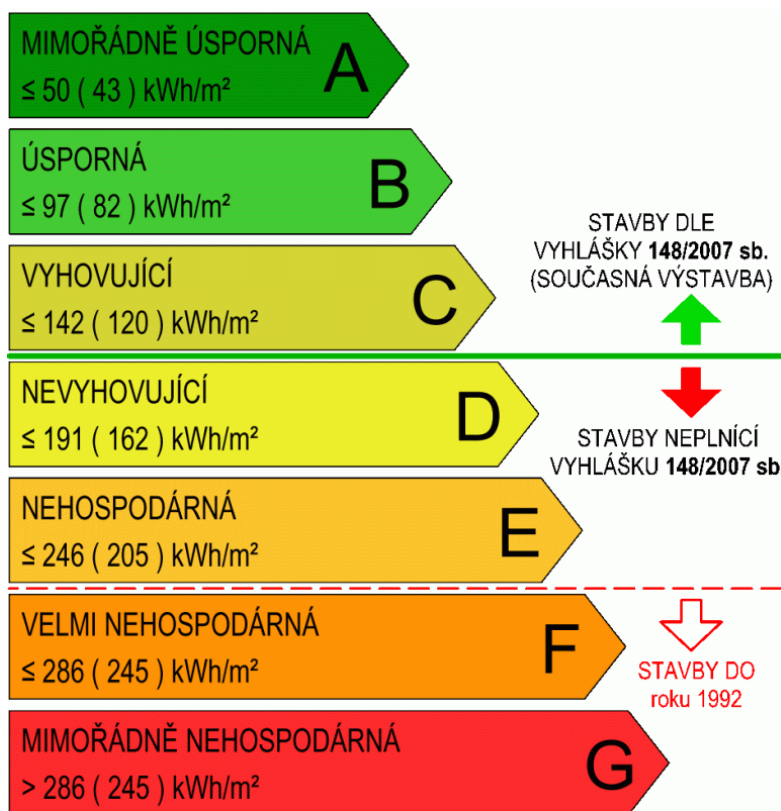 MIMOŘÁDNĚ ÚSPORNÁ
≤ 50 ( 43 ) kWh/m²
A
ÚSPORNÁ
≤ 97 ( 82 ) kWh/m²
B
VYHOVUJÍCÍ
≤ 142 ( 120 ) kWh/m²
C
STAVBY DLE
VYHLÁŠKY 148/2007 sb.
(SOUČASNÁ VÝSTAVBA)
NEVYHOVUJÍCÍ
≤ 191 ( 162 ) kWh/m²
D
STAVBY NEPLNÍCÍ
VYHLÁŠKU 148/2007 sb
NEHOSPODÁRNÁ
≤ 246 ( 205 ) kWh/m²
E
VELMI NEHOSPODÁRNÁ
≤ 286 ( 245 ) kWh/m²
F
STAVBY DO
roku 1992
MIMOŘÁDNĚ NEHOSPODÁRNÁ
> 286 ( 245 ) kWh/m²
G